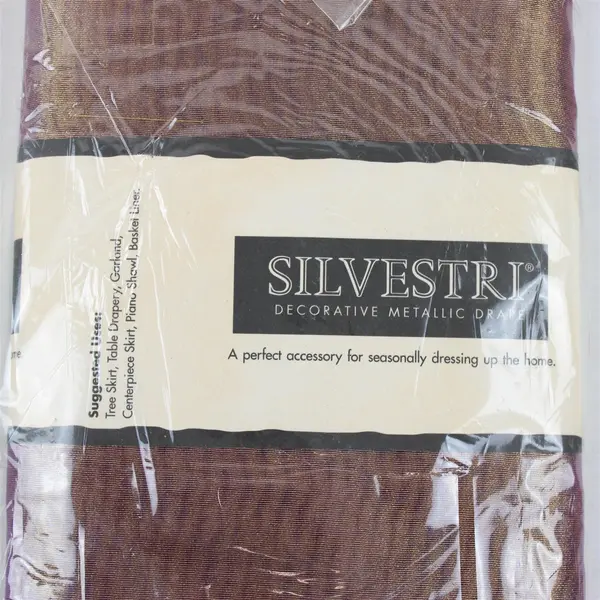 SILVESTRI®
DECORATIVE METALLIC DRAPE
A perfect accessory for seasonally dressing up the home.
Suggested Uses:
Tree Skirt, Table Drapery, Garland,
Centerpiece Skirt, Piano Shawl, Basket Liner.
ome.